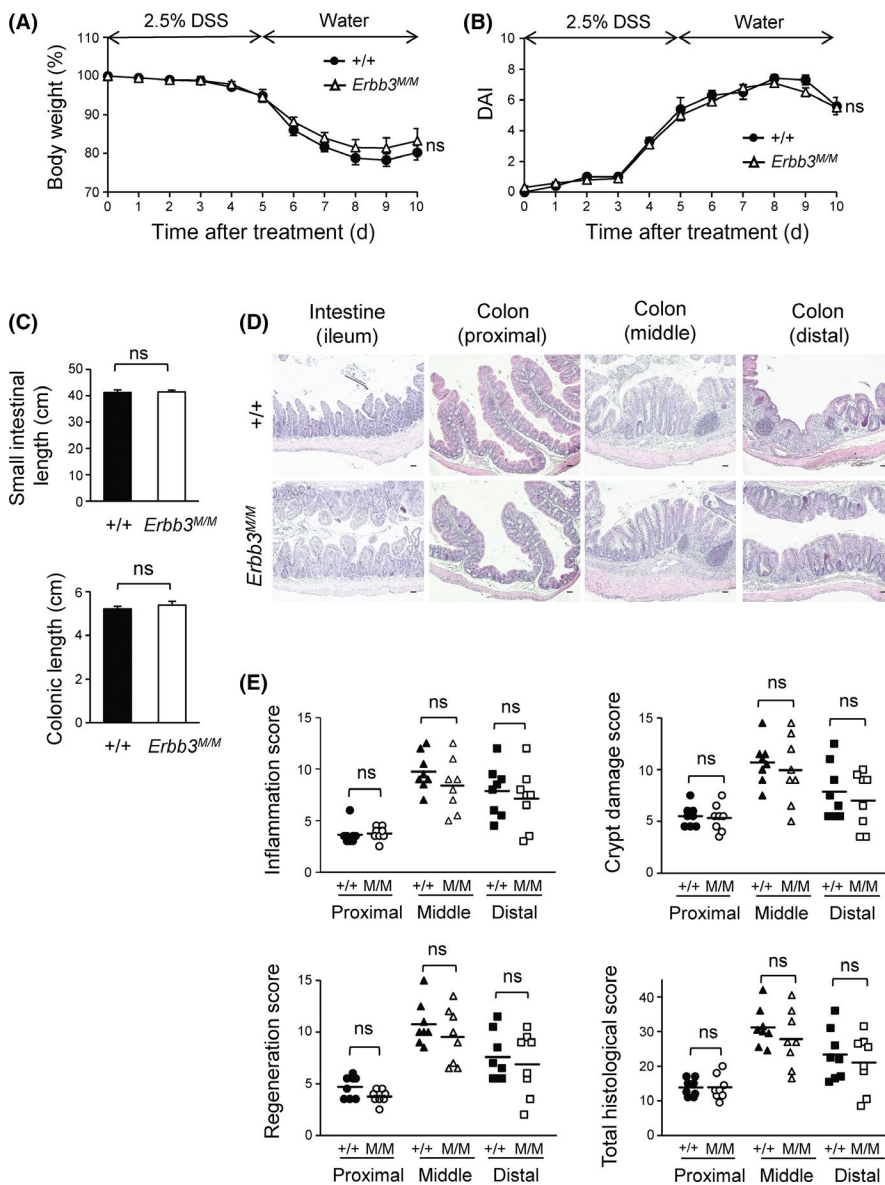 (A)
2.5% DSS
Water
110
100
90
80
70
Body weight (%)
+/+
Erbb3M/M
ns
0 1 2 3 4 5 6 7 8 9 10
Time after treatment (d)
(B)
2.5% DSS
Water
8
6
4
2
0
DAI
+/+
Erbb3M/M
ns
0 1 2 3 4 5 6 7 8 9 10
Time after treatment (d)
(C)
ns
50
40
30
20
10
0
Small intestinal
length (cm)
+/+ Erbb3M/M
ns
6
4
2
0
Colonic length (cm)
+/+ Erbb3M/M
(D)
Intestine
(ileum)
Colon
(proximal)
Colon
(middle)
Colon
(distal)
+/+
Erbb3M/M
(E)
Inflammation score
15
10
5
0
ns
ns
ns
+/+ M/M +/+ M/M +/+ M/M
Proximal Middle Distal
Crypt damage score
15
10
5
0
ns
ns
ns
+/+ M/M +/+ M/M +/+ M/M
Proximal Middle Distal
Regeneration score
15
10
5
0
ns
ns
ns
+/+ M/M +/+ M/M +/+ M/M
Proximal Middle Distal
Total histological score
40
30
20
10
0
ns
ns
ns
+/+ M/M +/+ M/M +/+ M/M
Proximal Middle Distal